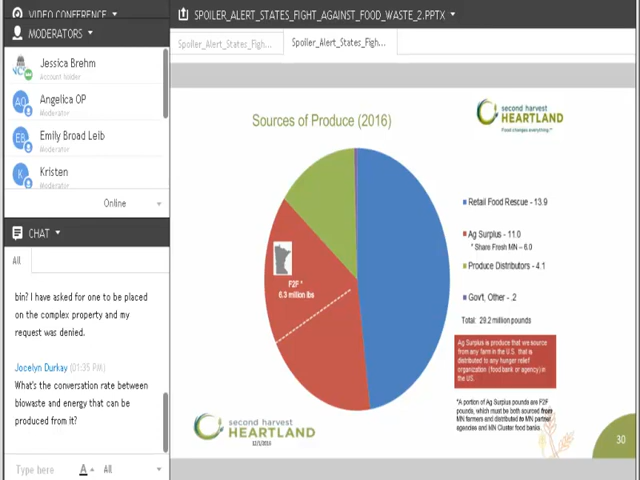 VIDEO CONFERENCE
MODERATORS
Jessica Brehm
Account holder
AO
Angelica OP
Moderator
EB
Emily Broad Leib
Moderator
K
Kristen
Moderator
Online
CHAT
All
bin? I have asked for one to be placed
on the complex property and my
request was denied.
Jocelyn Durkay (01:35 PM)
What's the conversation rate between
biowaste and energy that can be
produced from it?
Type here
A
All
SPOILER_ALERT_STATES_FIGHT_AGAINST_FOOD_WASTE_2.PPTX
Spoiler_Alert_States_Figh...
Spoiler_Alert_States_Figh...
Sources of Produce (2016)
second harvest
HEARTLAND
Food changes everything.™
F2F *
6.3 million lbs
Retail Food Rescue - 13.9
Ag Surplus - 11.0
* Share Fresh MN – 6.0
Produce Distributors - 4.1
Gov't, Other - .2
Total: 29.2 million pounds
Ag Surplus is produce that we source
from any farm in the U.S. that is
distributed to any hunger relief
organization (food bank or agency) in
the US.
*A portion of Ag Surplus pounds are F2F
pounds, which must be both sourced from
MN farmers and distributed to MN partner
agencies and MN Cluster food banks.
second harvest
HEARTLAND
30